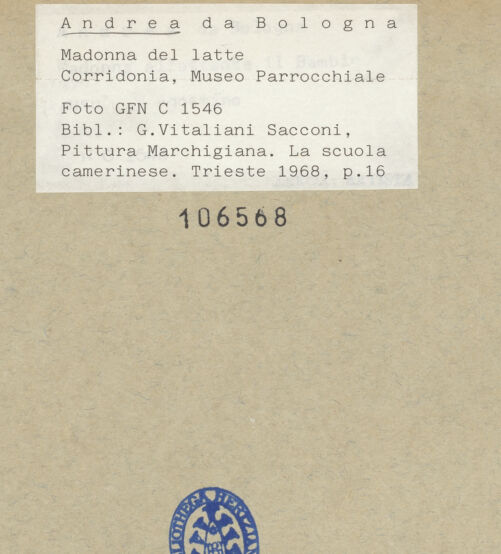 Andrea da Bologna
Madonna del latte
Corridonia, Museo Parrocchiale
Foto GFN C 1546
Bibl.: G.Vitaliani Sacconi,
Pittura Marchigiana. La scuola
camerinese. Trieste 1968, p.16
106568